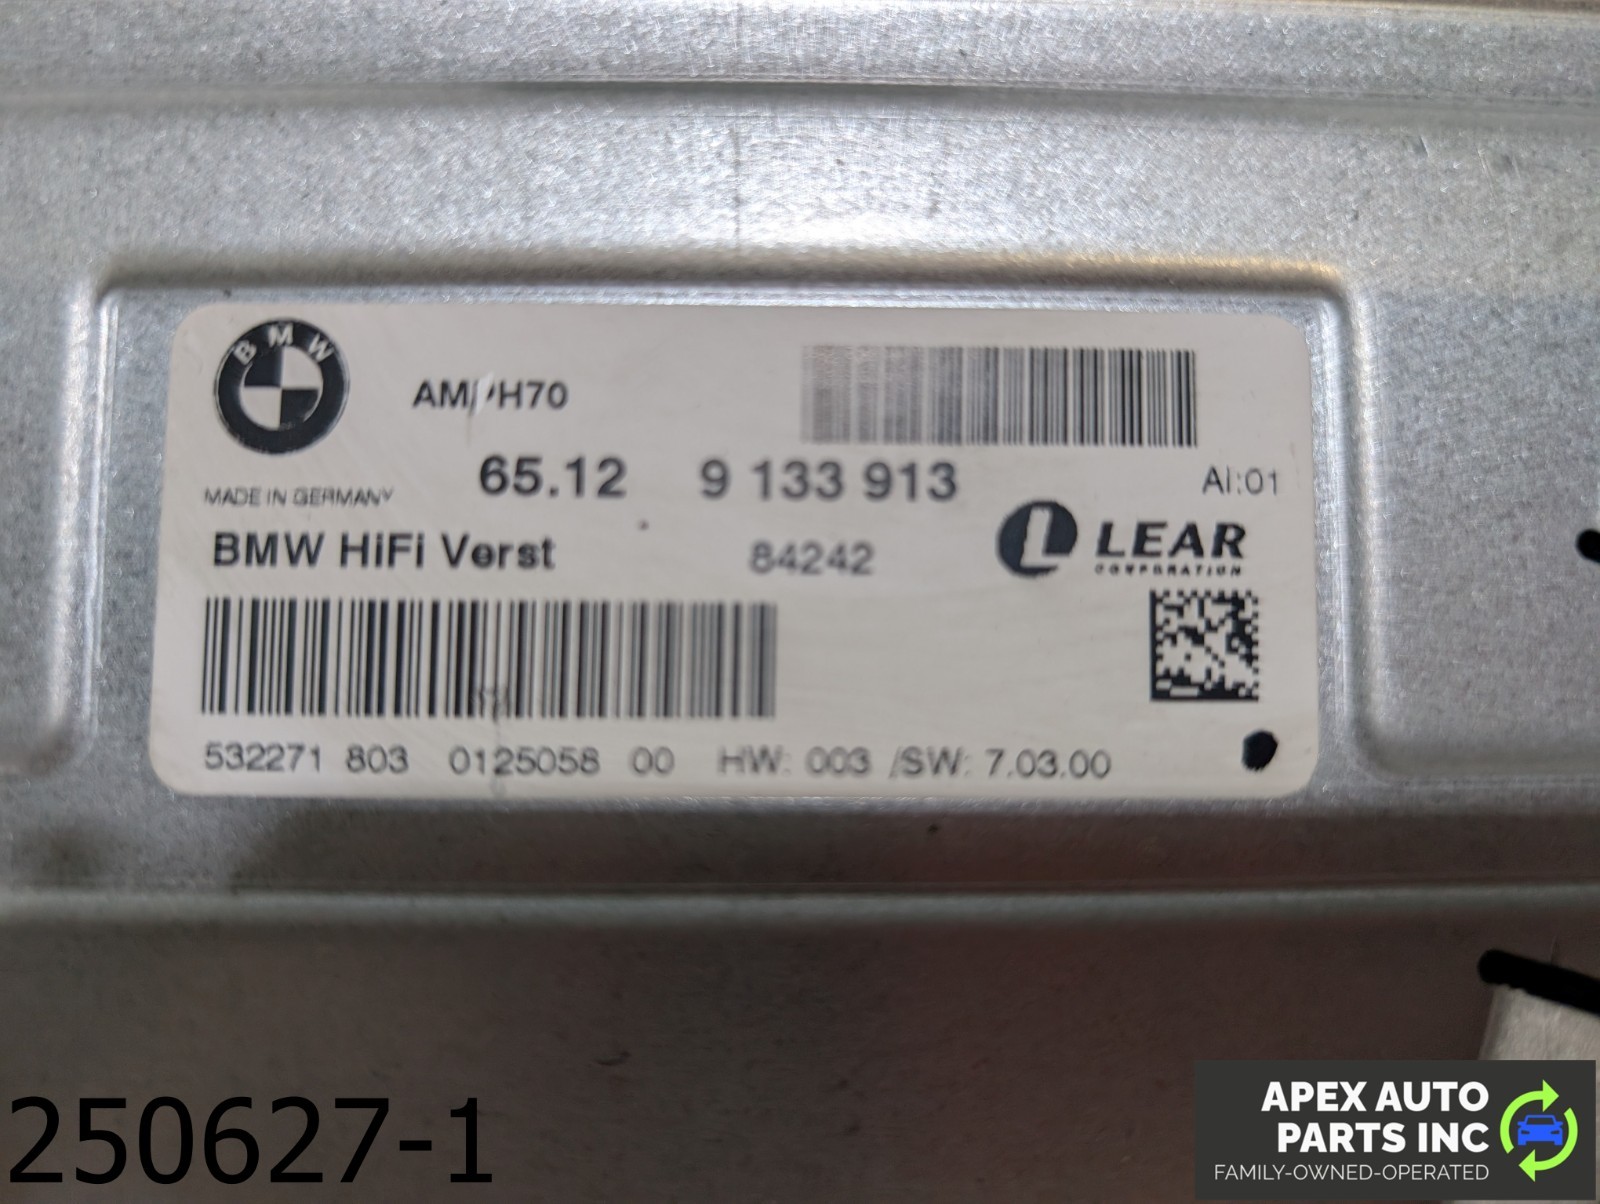 BMW
AMPH70
65.12 9 133 913
AI:01
MADE IN GERMANY
BMW HiFi Verst 84242
LEAR
CORPORATION
532271 803 0125058 00 HW: 003 /SW: 7.03.00
250627-1
APEX AUTO
PARTS INC
FAMILY-OWNED-OPERATED